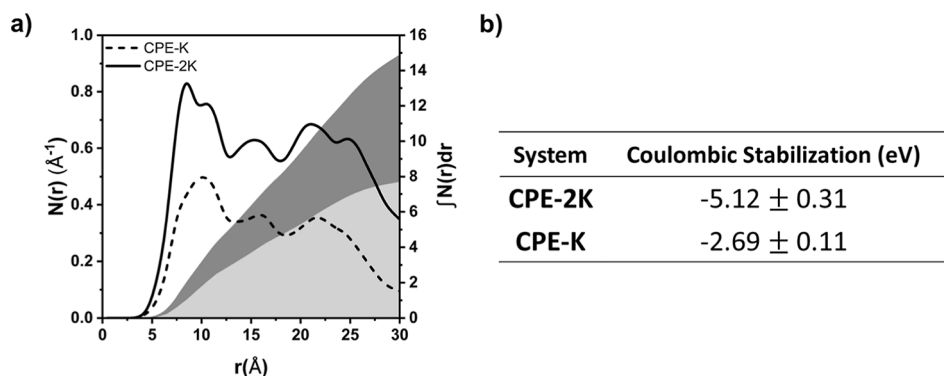 a)
CPE-K
CPE-2K
N(r) (Å⁻¹)
1.0
0.8
0.6
0.4
0.2
0.0
16
14
12
10
8
6
4
2
0
∫N(r)dr
0 5 10 15 20 25 30
r(Å)
b)
System Coulombic Stabilization (eV)
CPE-2K -5.12 ± 0.31
CPE-K -2.69 ± 0.11